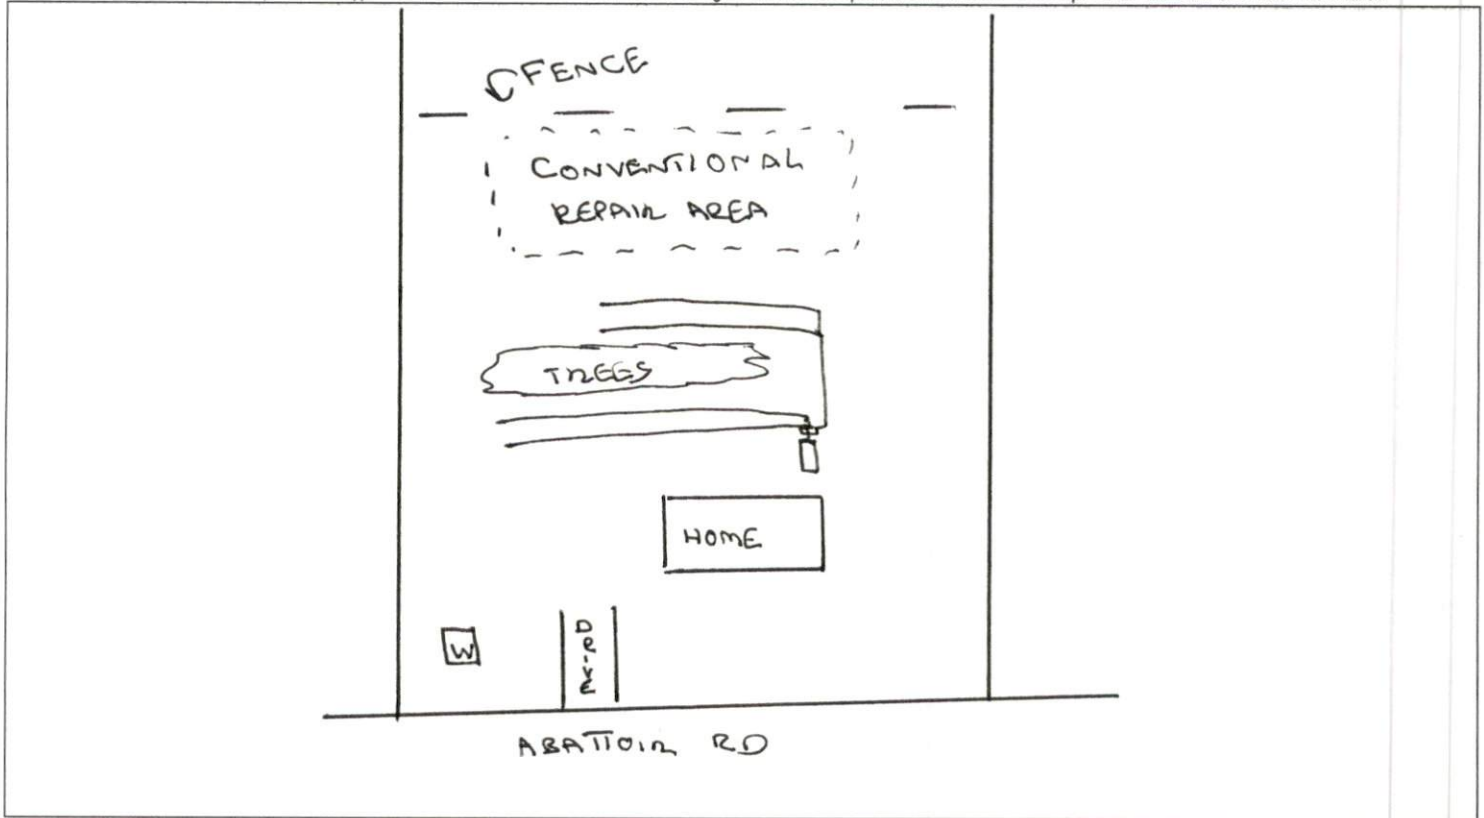 FENCE
CONVENTIONAL
REPAIR AREA
TREES
HOME
W
DRIVE
ABATTOIR RD